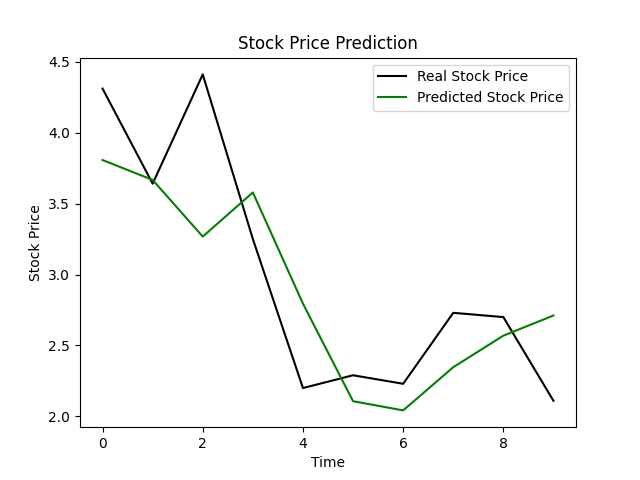 Stock Price Prediction
Real Stock Price
Predicted Stock Price
Stock Price
4.5
4.0
3.5
3.0
2.5
2.0
0 2 4 6 8
Time